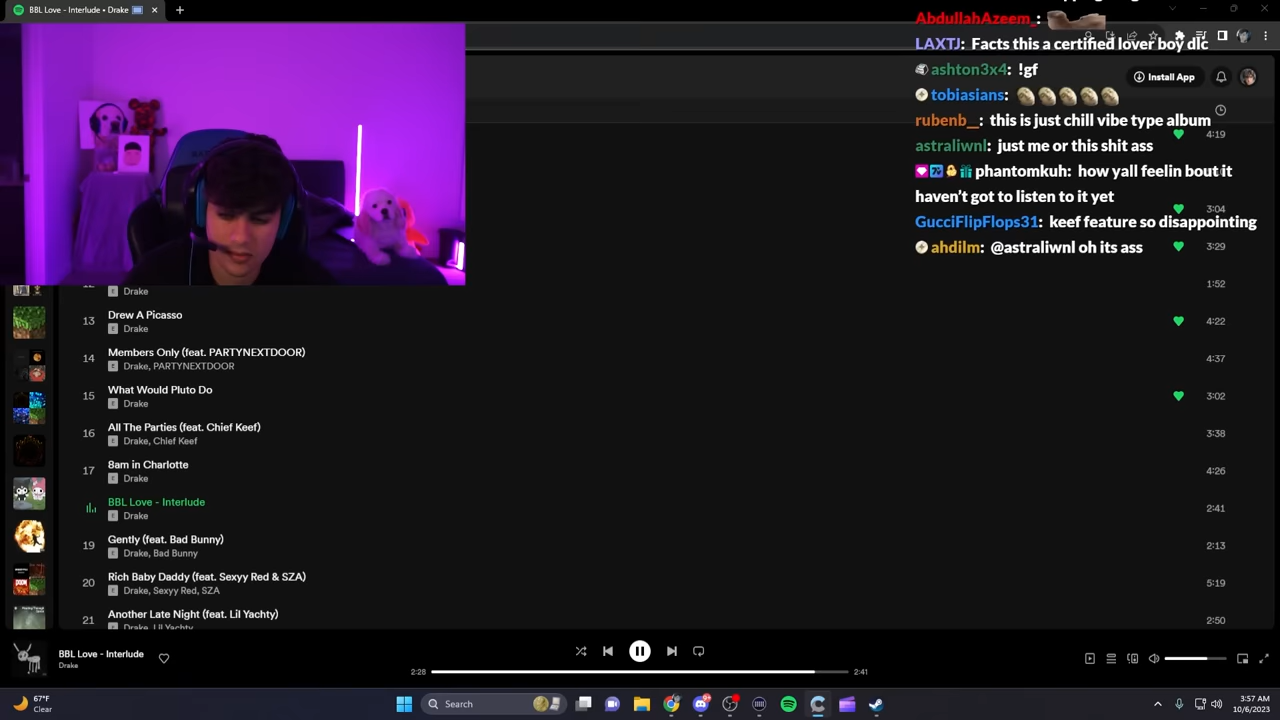 BBL Love - Interlude • Drake
AbdullahAzeem_:
LAXTJ: Facts this a certified lover boy dlc
Install App
ashton3x4: !gf
tobiasians:
rubenb__: this is just chill vibe type album
4:19
astraliwnl: just me or this shit ass
phantomkuh: how yall feelin bout it
haven't got to listen to it yet
3:04
GucciFlipFlops31: keef feature so disappointing
ahdilm: @astraliwnl oh its ass
3:29
1:52
E Drake
13 Drew A Picasso 4:22
E Drake
14 Members Only (feat. PARTYNEXTDOOR) 4:37
E Drake, PARTYNEXTDOOR
15 What Would Pluto Do 3:02
E Drake
16 All The Parties (feat. Chief Keef) 3:38
E Drake, Chief Keef
17 8am in Charlotte 4:26
E Drake
BBL Love - Interlude 2:41
E Drake
19 Gently (feat. Bad Bunny) 2:13
E Drake, Bad Bunny
20 Rich Baby Daddy (feat. Sexyy Red & SZA) 5:19
E Drake, Sexyy Red, SZA
21 Another Late Night (feat. Lil Yachty) 2:50
Drake, Lil Yachty
BBL Love - Interlude
Drake
2:28 2:41
67°F
Clear
Search
3:57 AM
10/6/2023